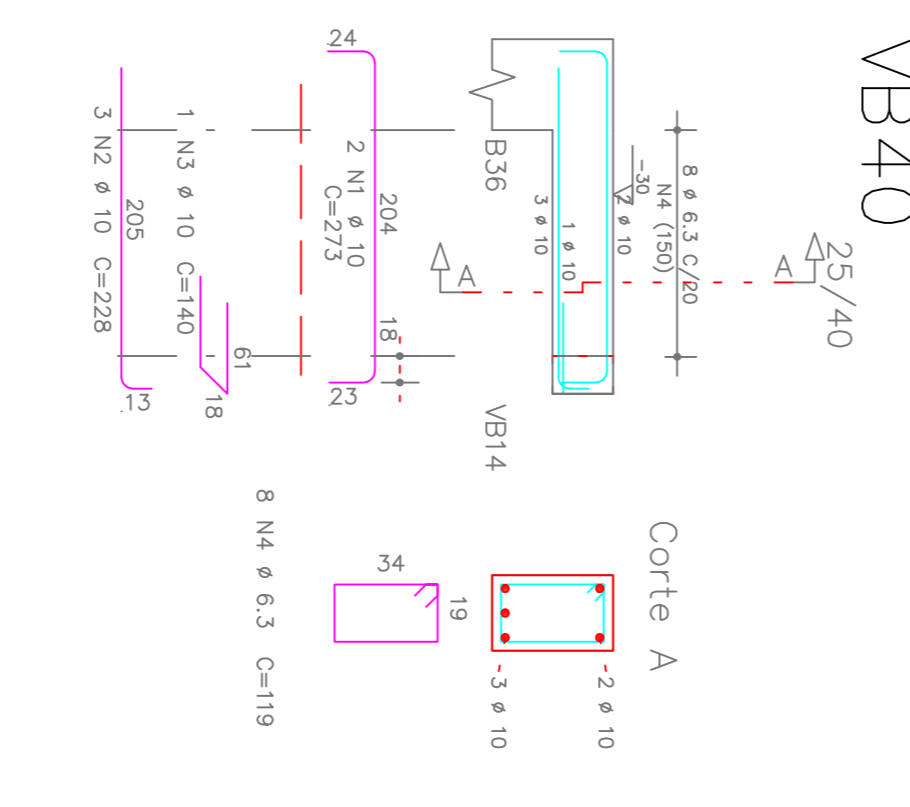 VB40
25/40
A
8 ø 6.3 C/20
N4 (150)
-30
2 ø 10
1 ø 10
3 ø 10
B36
VB14
A
24
204
2 N1 ø 10
C=273
18
23
61
18
1 N3 ø 10 C=140
205
13
3 N2 ø 10 C=228
Corte A
2 ø 10
3 ø 10
34
19
8 N4 ø 6.3 C=119